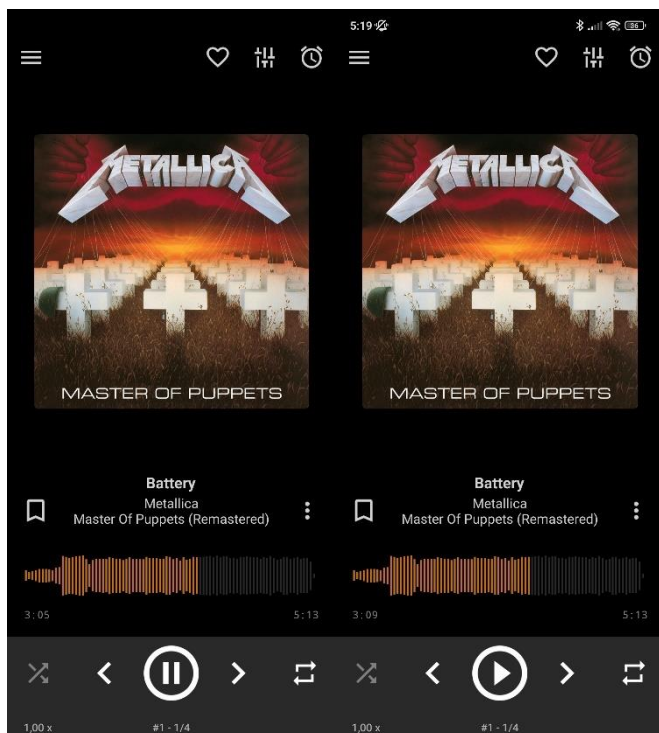 METALLICA
MASTER OF PUPPETS
Battery
Metallica
Master Of Puppets (Remastered)
3:05
5:13
1,00 x
#1 - 1/4
5:19
86
METALLICA
MASTER OF PUPPETS
Battery
Metallica
Master Of Puppets (Remastered)
3:09
5:13
1,00 x
#1 - 1/4